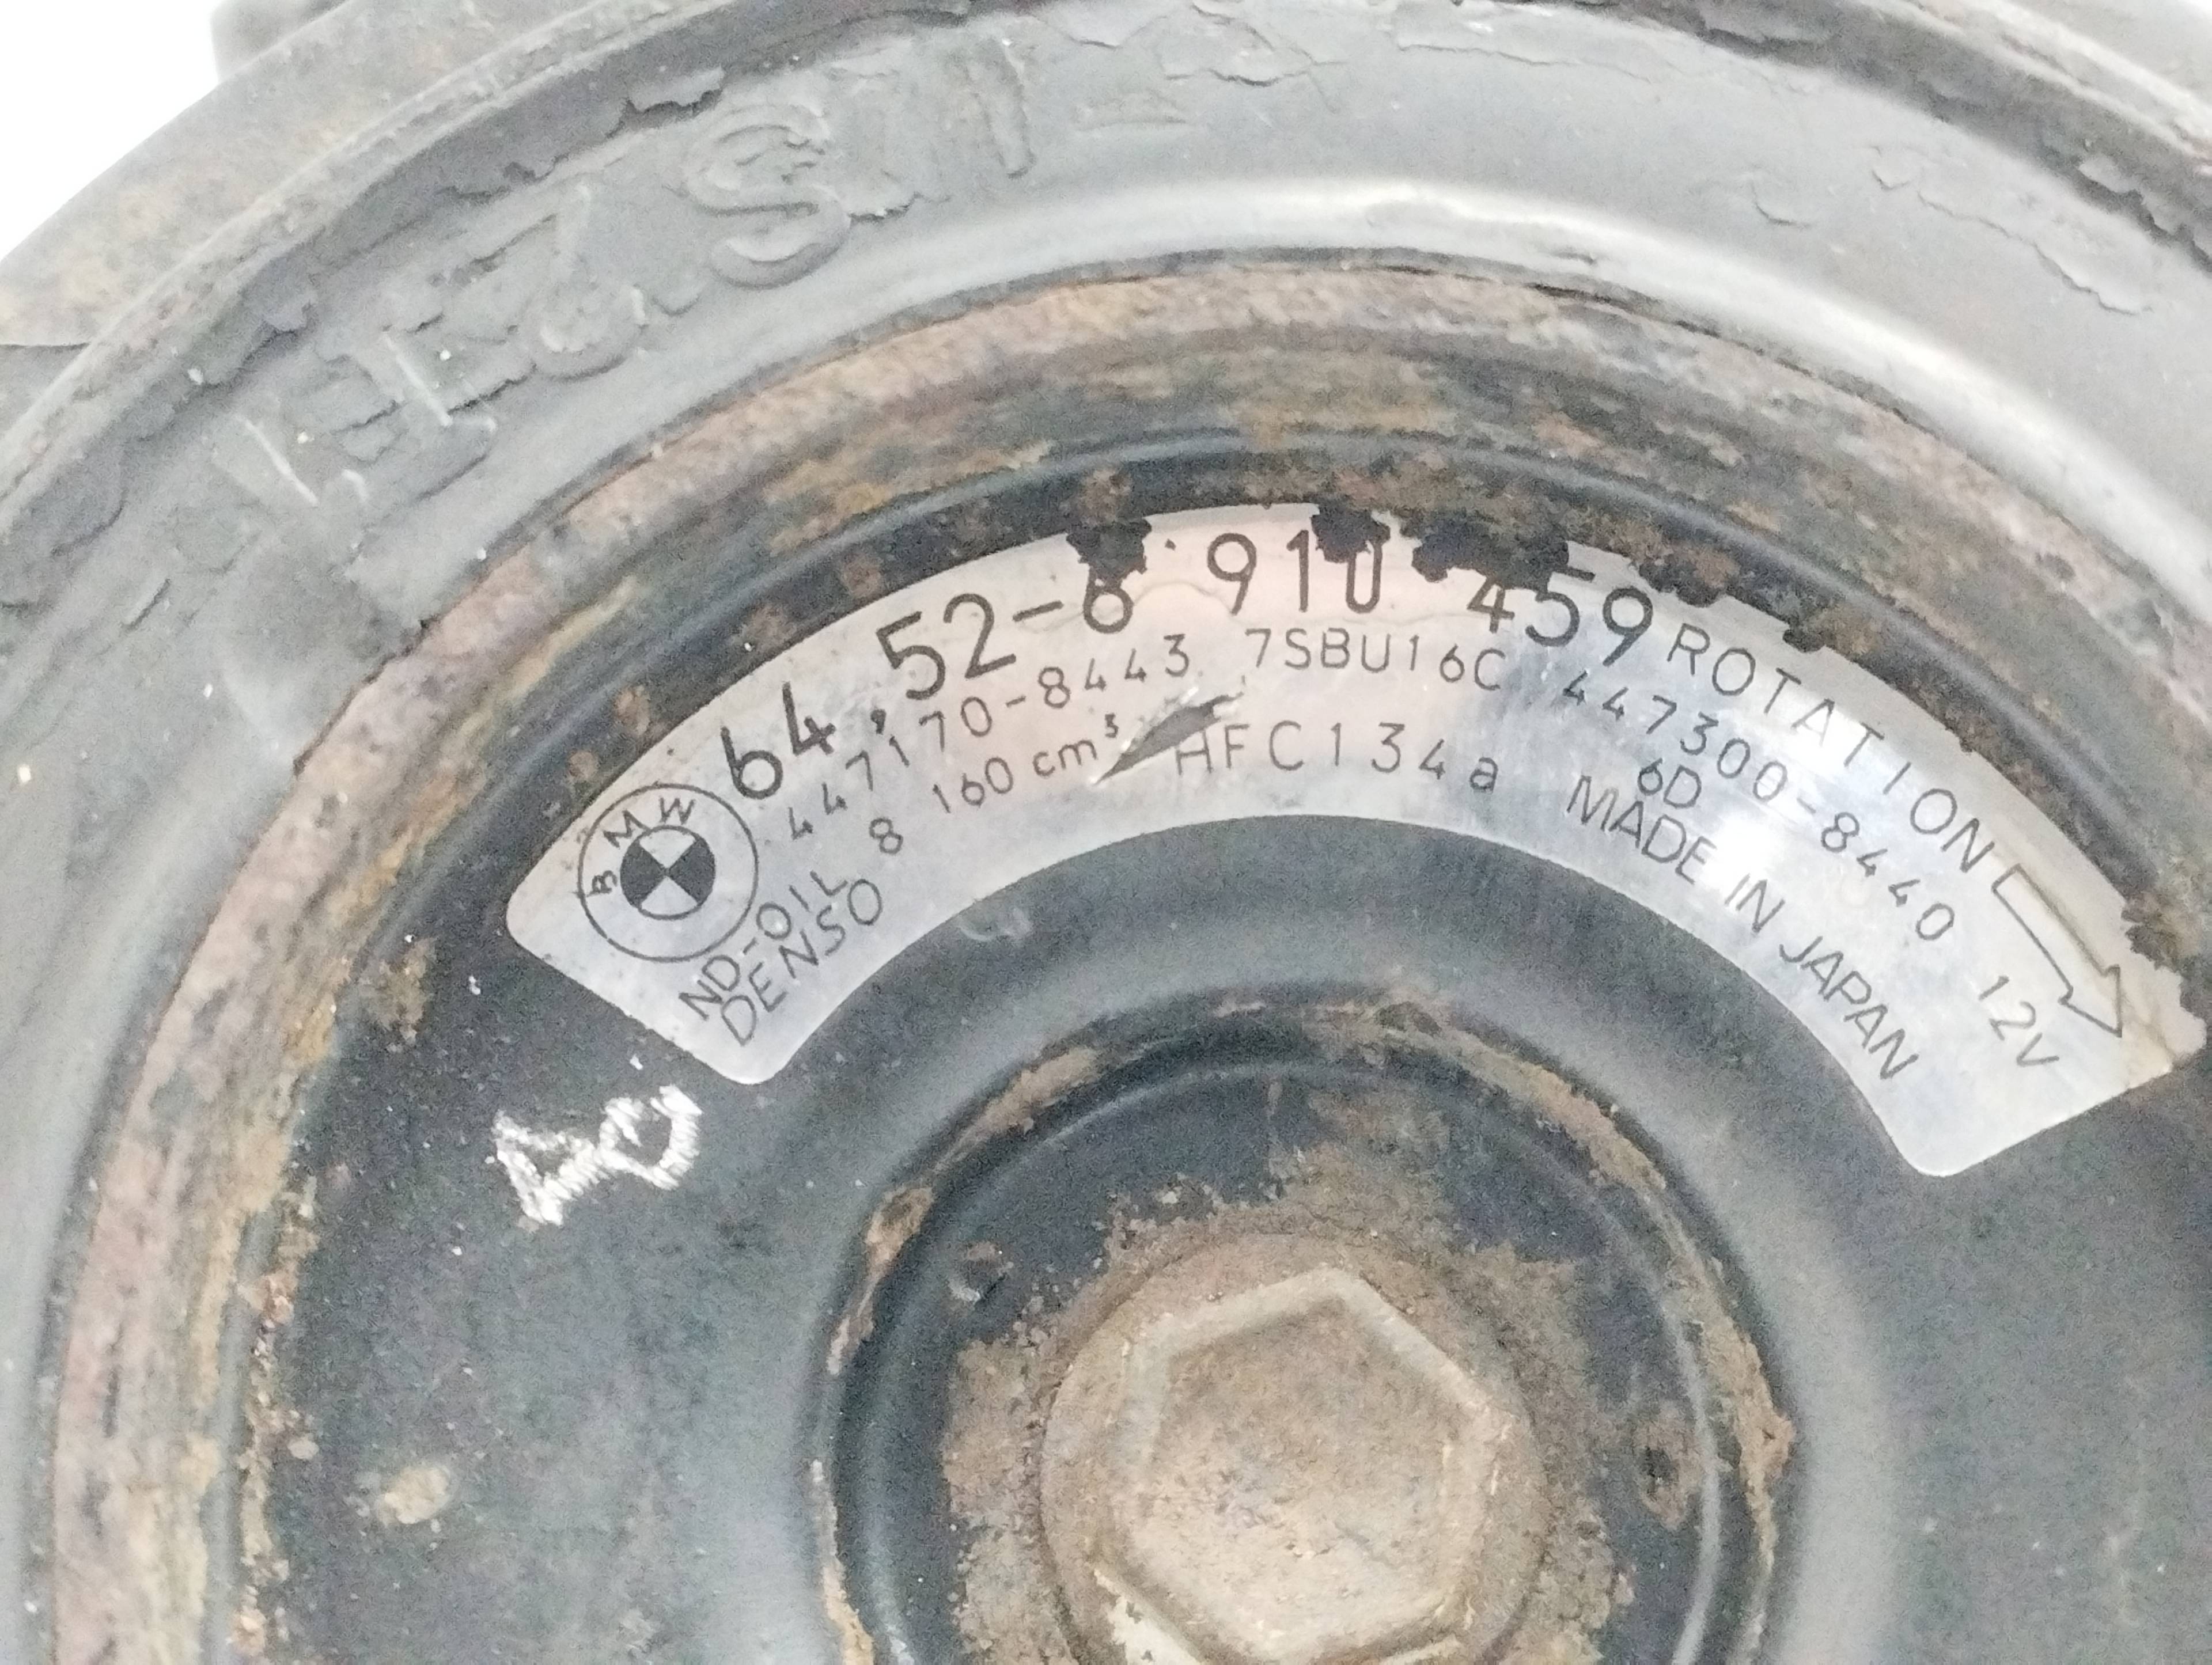 BMW
64.52-6 910 459 ROTATION
447170-8443 7SBU16C 447300-8440 12V
ND-OIL 8 160 cm³ HFC134a 6D
DENSO MADE IN JAPAN